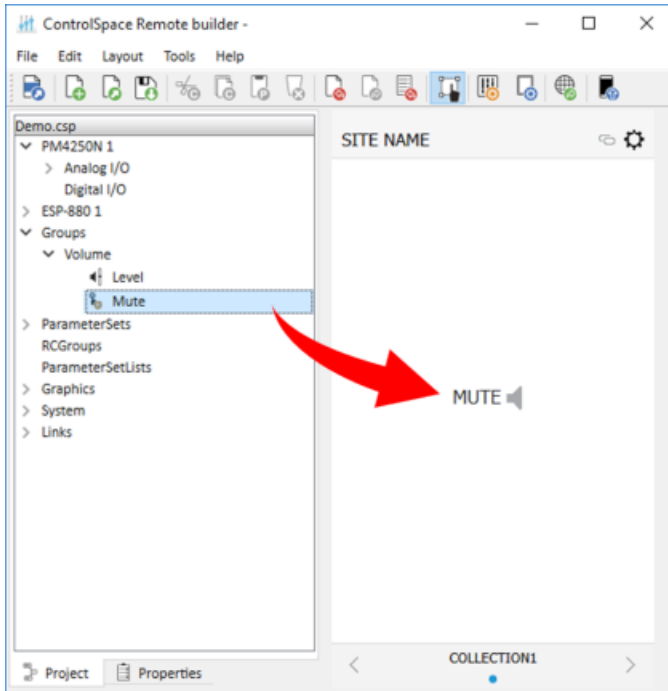 ControlSpace Remote builder -
File Edit Layout Tools Help
Demo.csp
PM4250N 1
Analog I/O
Digital I/O
ESP-880 1
Groups
Volume
Level
Mute
ParameterSets
RCGroups
ParameterSetLists
Graphics
System
Links
SITE NAME
MUTE
COLLECTION1
Project Properties